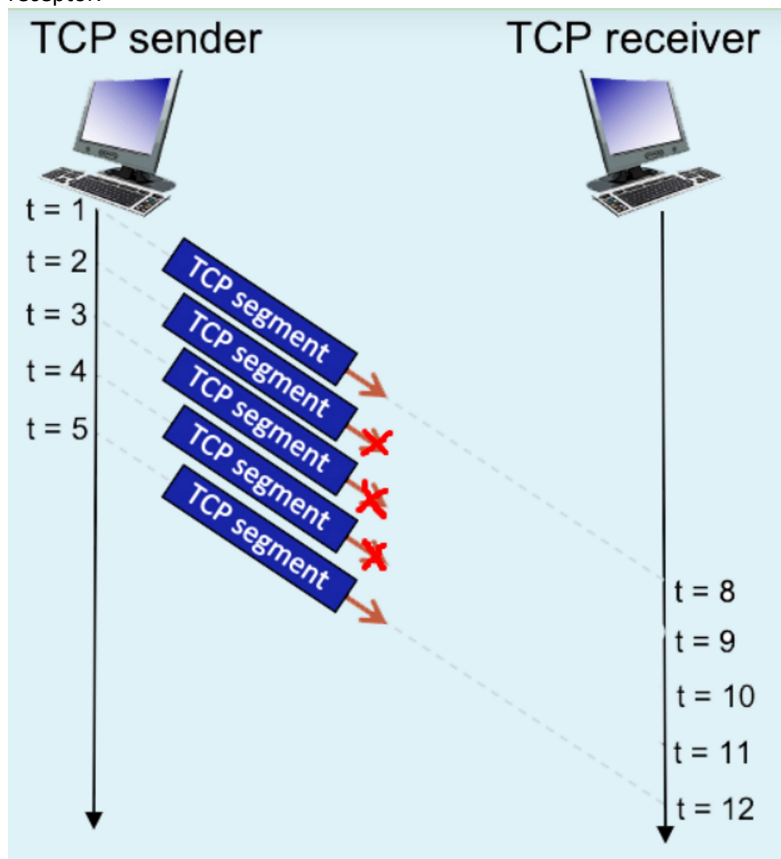 receptor.
TCP sender
TCP receiver
t = 1
t = 2
t = 3
t = 4
t = 5
TCP segment
TCP segment
TCP segment
TCP segment
TCP segment
t = 8
t = 9
t = 10
t = 11
t = 12